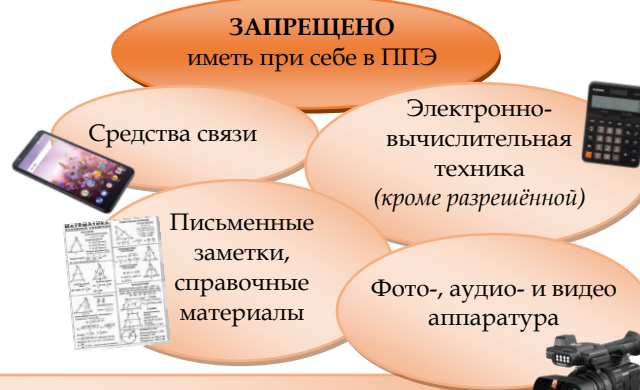 ЗАПРЕЩЕНО
иметь при себе в ППЭ
Средства связи
Электронно-
вычислительная
техника
(кроме разрешённой)
Письменные
заметки,
справочные
материалы
Фото-, аудио- и видео
аппаратура
МАТЕМАТИКА